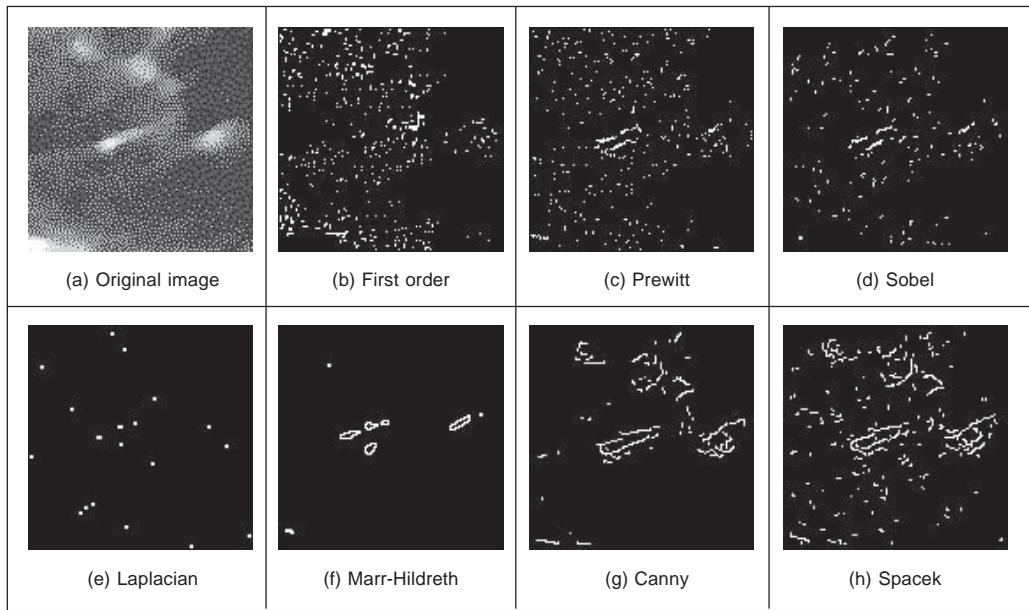 (a) Original image
(b) First order
(c) Prewitt
(d) Sobel
(e) Laplacian
(f) Marr-Hildreth
(g) Canny
(h) Spacek